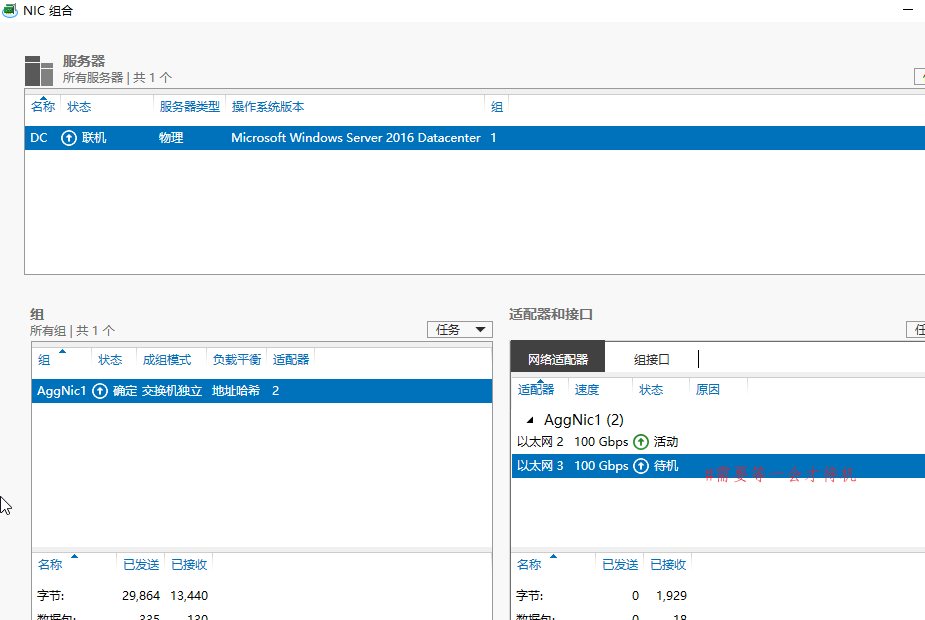 NIC 组合
服务器
所有服务器 | 共 1 个
名称 状态 服务器类型 操作系统版本 组
DC 联机 物理 Microsoft Windows Server 2016 Datacenter 1
组
所有组 | 共 1 个
任务
适配器和接口
组 状态 成组模式 负载平衡 适配器
AggNic1 确定 交换机独立 地址哈希 2
网络适配器 组接口
适配器 速度 状态 原因
AggNic1 (2)
以太网 2 100 Gbps 活动
以太网 3 100 Gbps 待机
#需要等一会才待机
名称 已发送 已接收
字节: 29,864 13,440
数据包: 335 130
名称 已发送 已接收
字节: 0 1,929
数据包: 0 18